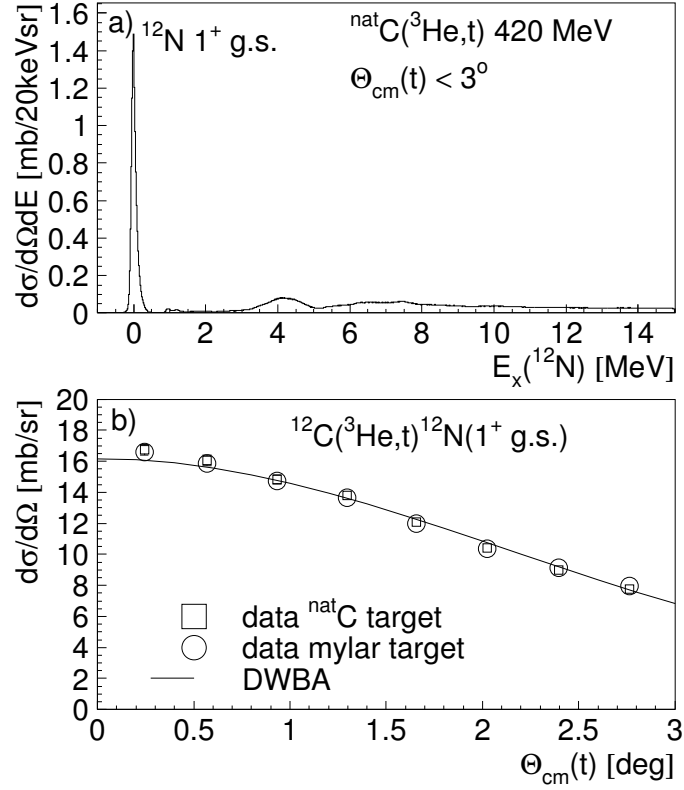 a)
¹²N 1⁺ g.s.
ⁿᵃᵗC(³He,t) 420 MeV
Θcm(t) < 3°
dσ/dΩdE [mb/20keVsr]
1.6
1.4
1.2
1
0.8
0.6
0.4
0.2
0
0 2 4 6 8 10 12 14
Eₓ(¹²N) [MeV]
b)
¹²C(³He,t)¹²N(1⁺ g.s.)
dσ/dΩ [mb/sr]
20
18
16
14
12
10
8
6
4
2
0
data ⁿᵃᵗC target
data mylar target
DWBA
0 0.5 1 1.5 2 2.5 3
Θcm(t) [deg]